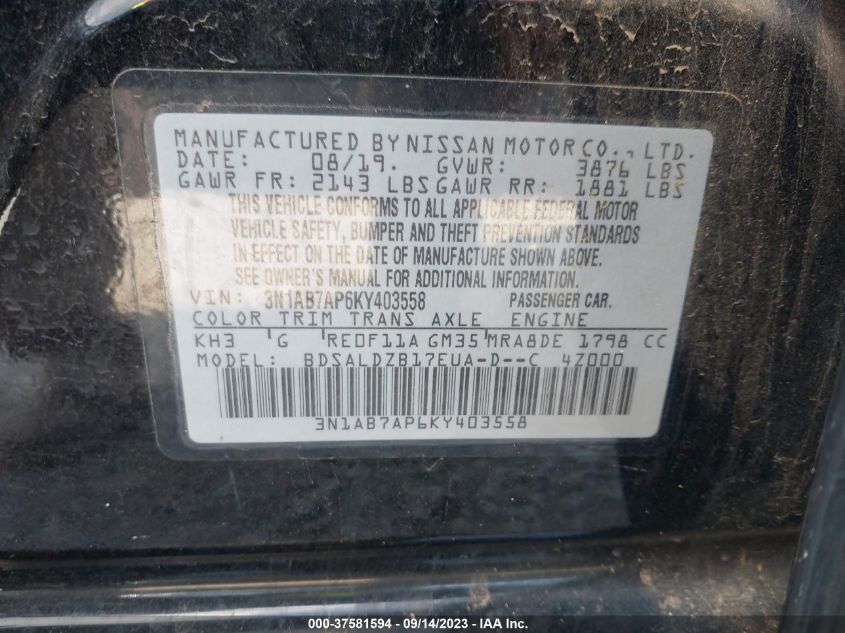 MANUFACTURED BY NISSAN MOTOR CO., LTD.
DATE: 08/19. GVWR: 3876 LBS
GAWR FR: 2143 LBS GAWR RR: 1881 LBS
THIS VEHICLE CONFORMS TO ALL APPLICABLE FEDERAL MOTOR
VEHICLE SAFETY, BUMPER AND THEFT PREVENTION STANDARDS
IN EFFECT ON THE DATE OF MANUFACTURE SHOWN ABOVE.
SEE OWNER'S MANUAL FOR ADDITIONAL INFORMATION.
VIN: 3N1AB7AP6KY403558 PASSENGER CAR.
COLOR TRIM TRANS AXLE ENGINE
KH3 G RE0F11A GM35 MRA8DE 1798 CC
MODEL: BDSALDZB17EUA-D--C 4Z000
3N1AB7AP6KY403558
000-37581594 - 09/14/2023 - IAA, Inc.